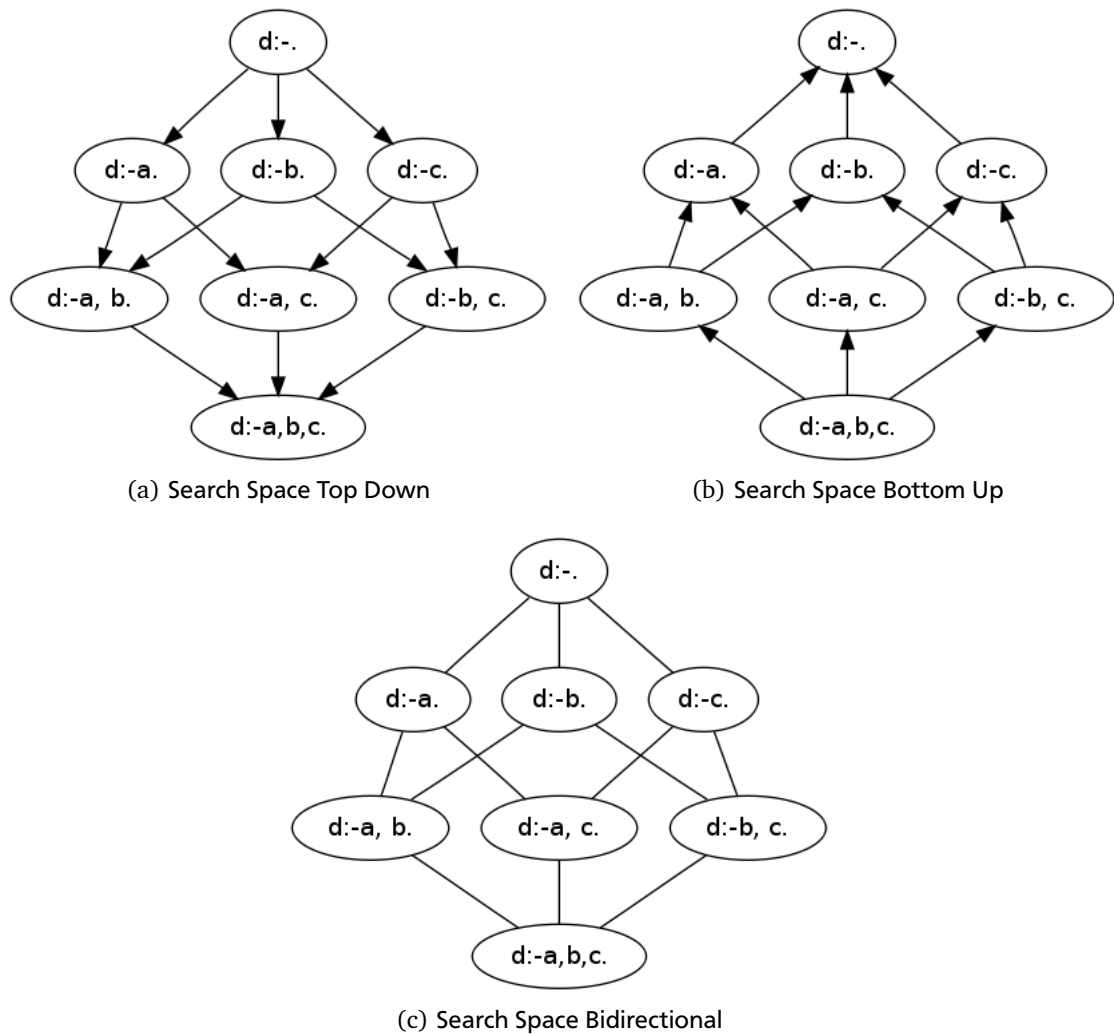 d:-.
d:-a.
d:-b.
d:-c.
d:-a, b.
d:-a, c.
d:-b, c.
d:-a,b,c.
(a) Search Space Top Down
d:-.
d:-a.
d:-b.
d:-c.
d:-a, b.
d:-a, c.
d:-b, c.
d:-a,b,c.
(b) Search Space Bottom Up
d:-.
d:-a.
d:-b.
d:-c.
d:-a, b.
d:-a, c.
d:-b, c.
d:-a,b,c.
(c) Search Space Bidirectional